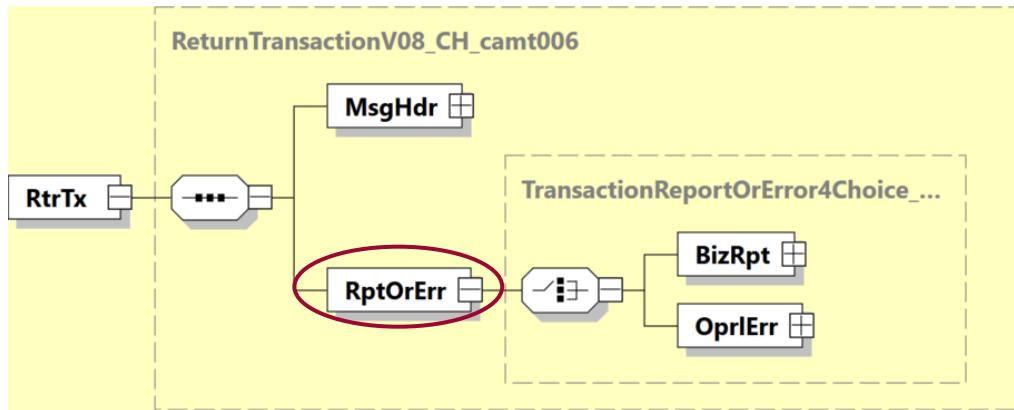 ReturnTransactionV08_CH_camt006
MsgHdr
RtrTx
TransactionReportOrError4Choice_...
BizRpt
RptOrErr
OprlErr